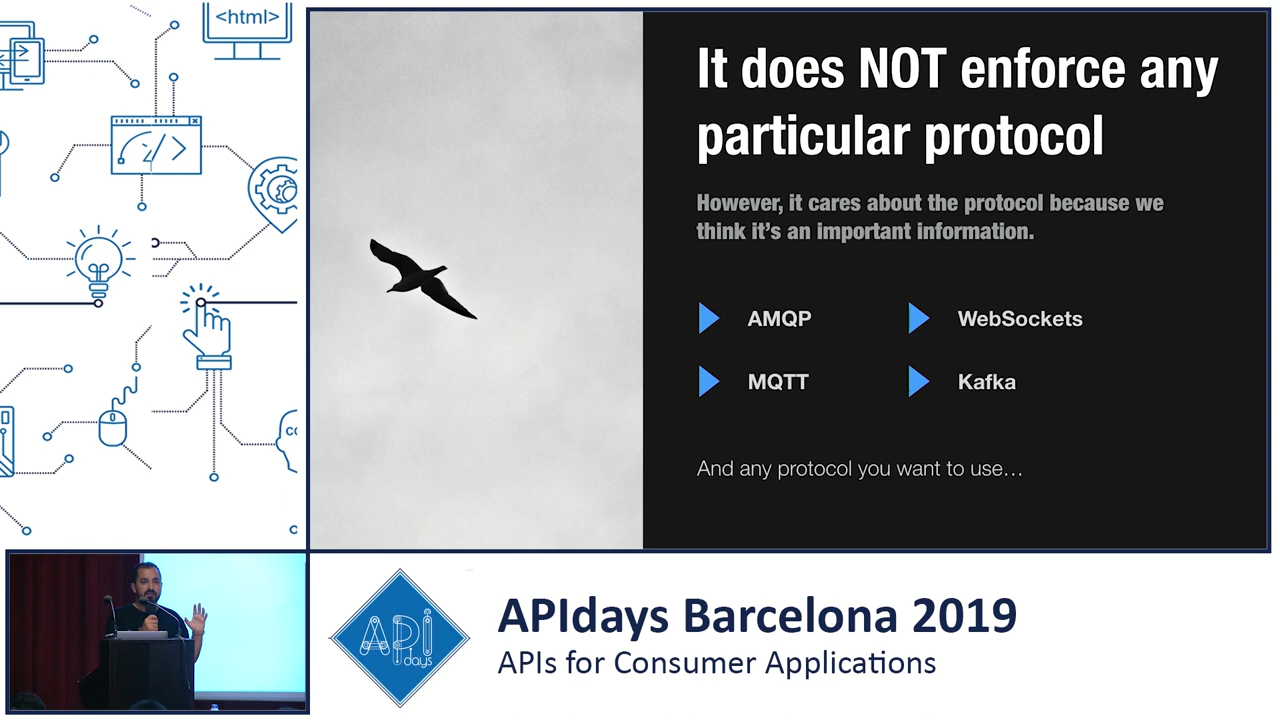 <html>
It does NOT enforce any
particular protocol
However, it cares about the protocol because we
think it's an important information.
AMQP
WebSockets
MQTT
Kafka
And any protocol you want to use…
API
days
APIdays Barcelona 2019
APIs for Consumer Applications